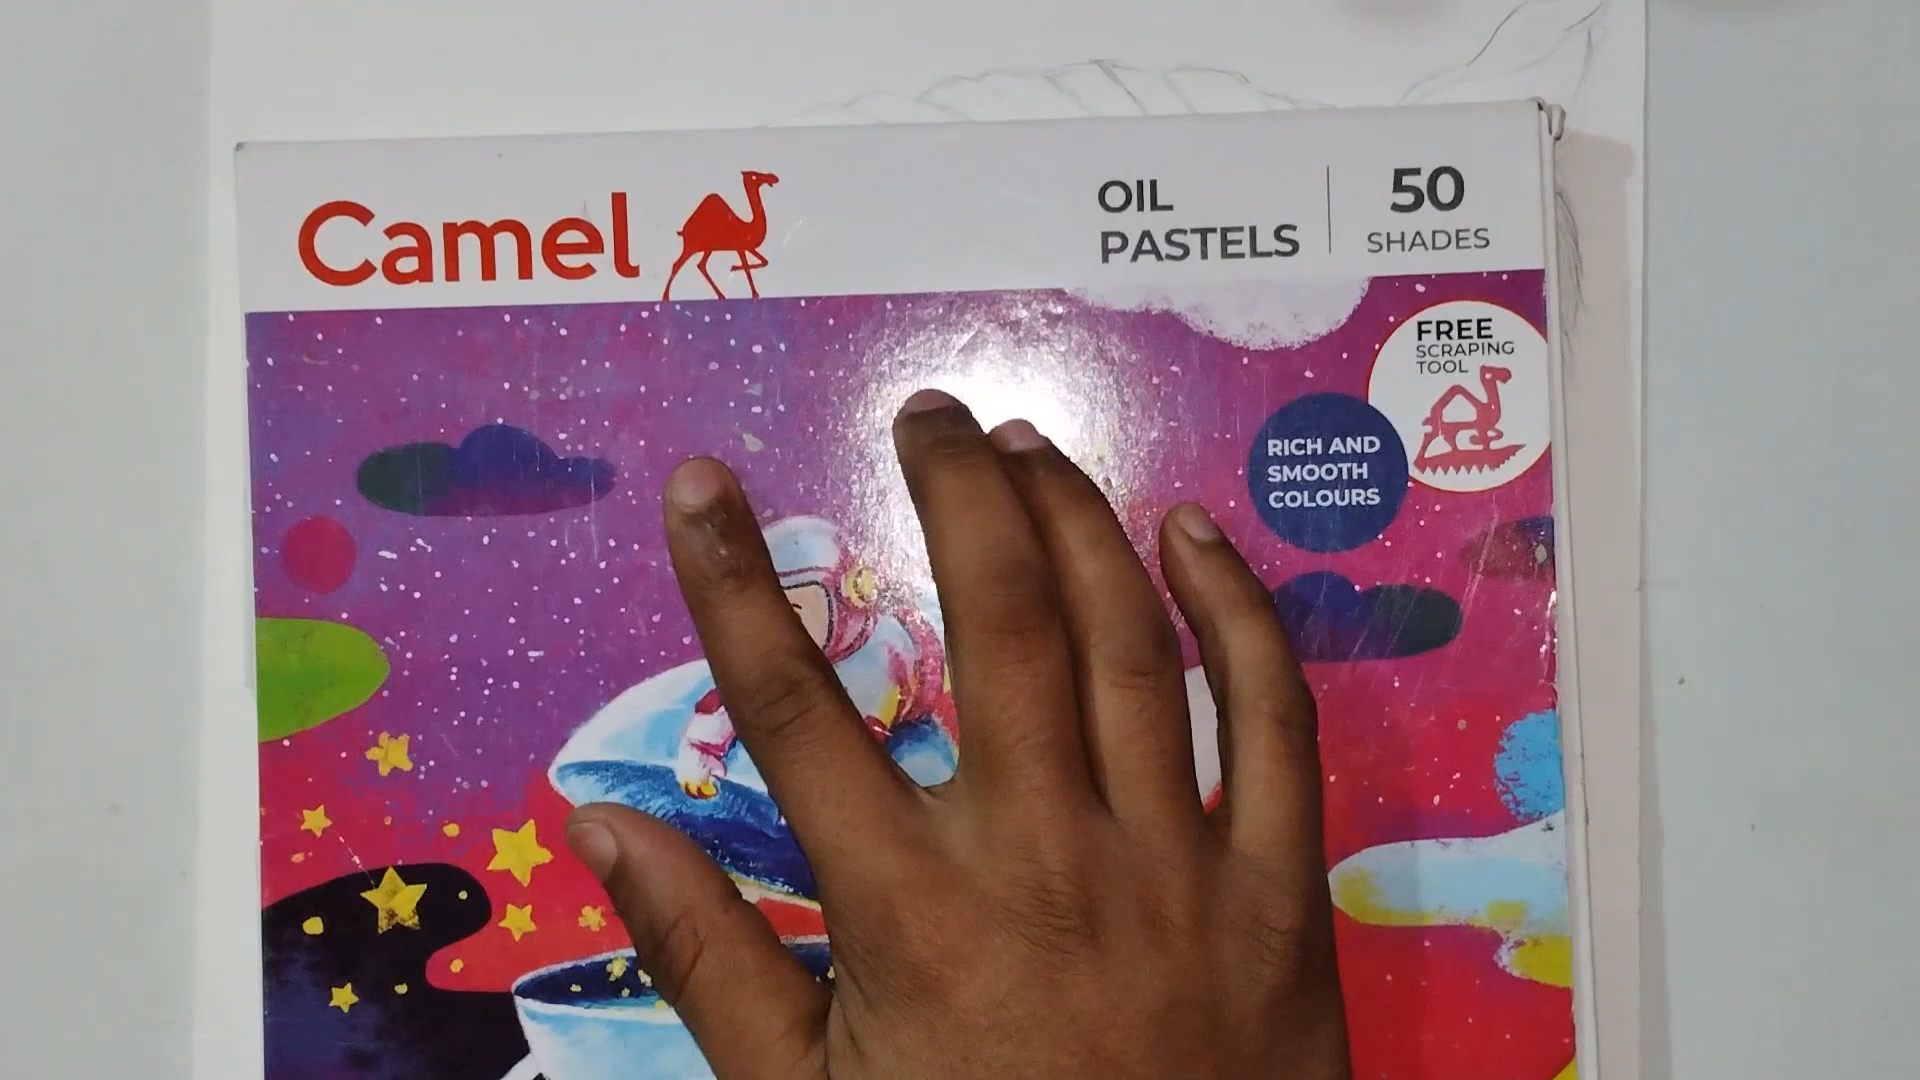 Camel
OIL
PASTELS
50
SHADES
FREE
SCRAPING
TOOL
RICH AND
SMOOTH
COLOURS